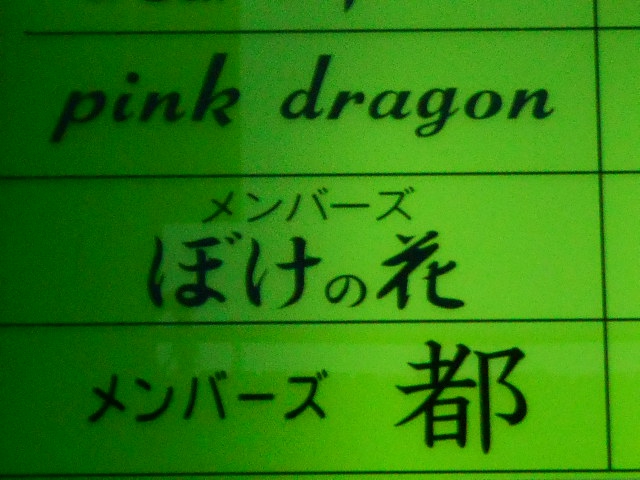 pink dragon
メンバーズ
ぼけの花
メンバーズ 都